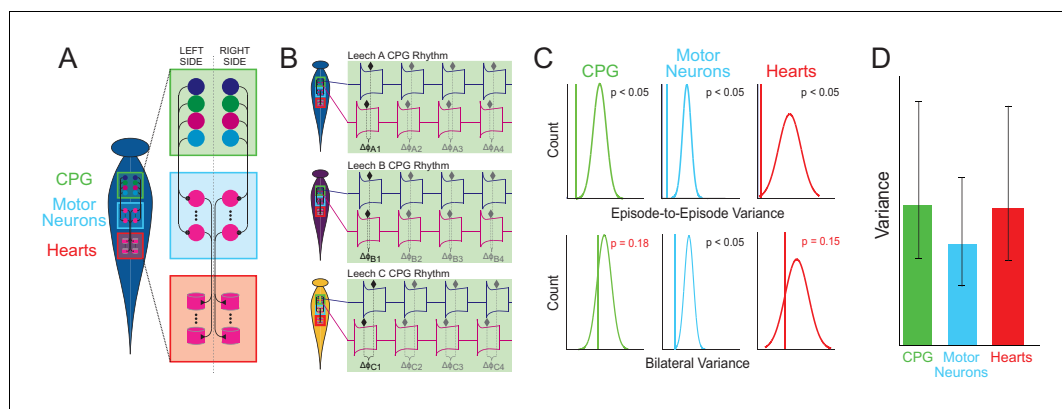 A
LEFT SIDE
RIGHT SIDE
CPG
Motor Neurons
Hearts
B
Leech A CPG Rhythm
ΔϕA1 ΔϕA2 ΔϕA3 ΔϕA4
Leech B CPG Rhythm
ΔϕB1 ΔϕB2 ΔϕB3 ΔϕB4
Leech C CPG Rhythm
ΔϕC1 ΔϕC2 ΔϕC3 ΔϕC4
C
CPG
Motor Neurons
Hearts
p < 0.05
p < 0.05
p < 0.05
Count
Episode-to-Episode Variance
p = 0.18
p < 0.05
p = 0.15
Count
Bilateral Variance
D
Variance
CPG
Motor Neurons
Hearts